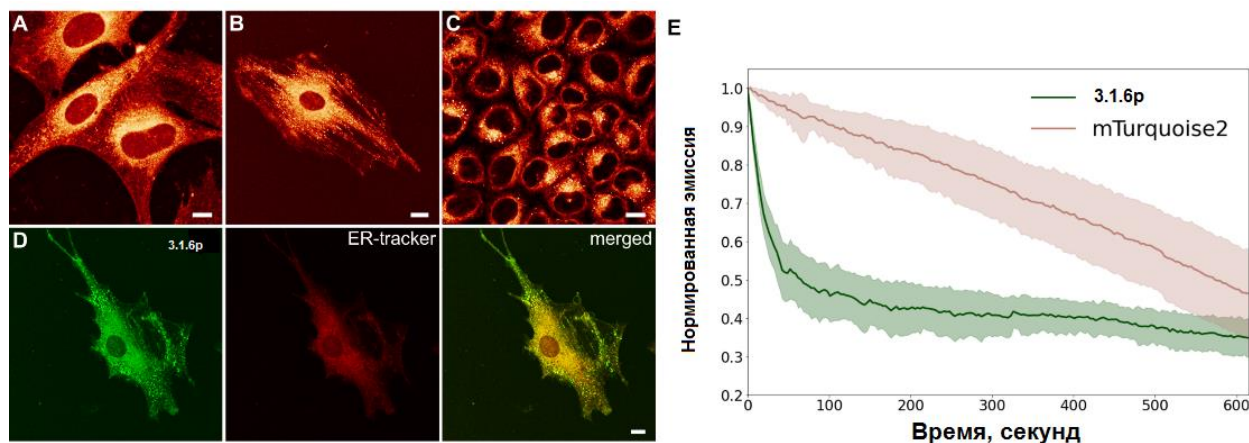 A
B
C
E
D
3.1.6p
ER-tracker
merged
Нормированная эмиссия
1.0
0.9
0.8
0.7
0.6
0.5
0.4
0.3
0.2
3.1.6p
mTurquoise2
0 100 200 300 400 500 600
Время, секунд